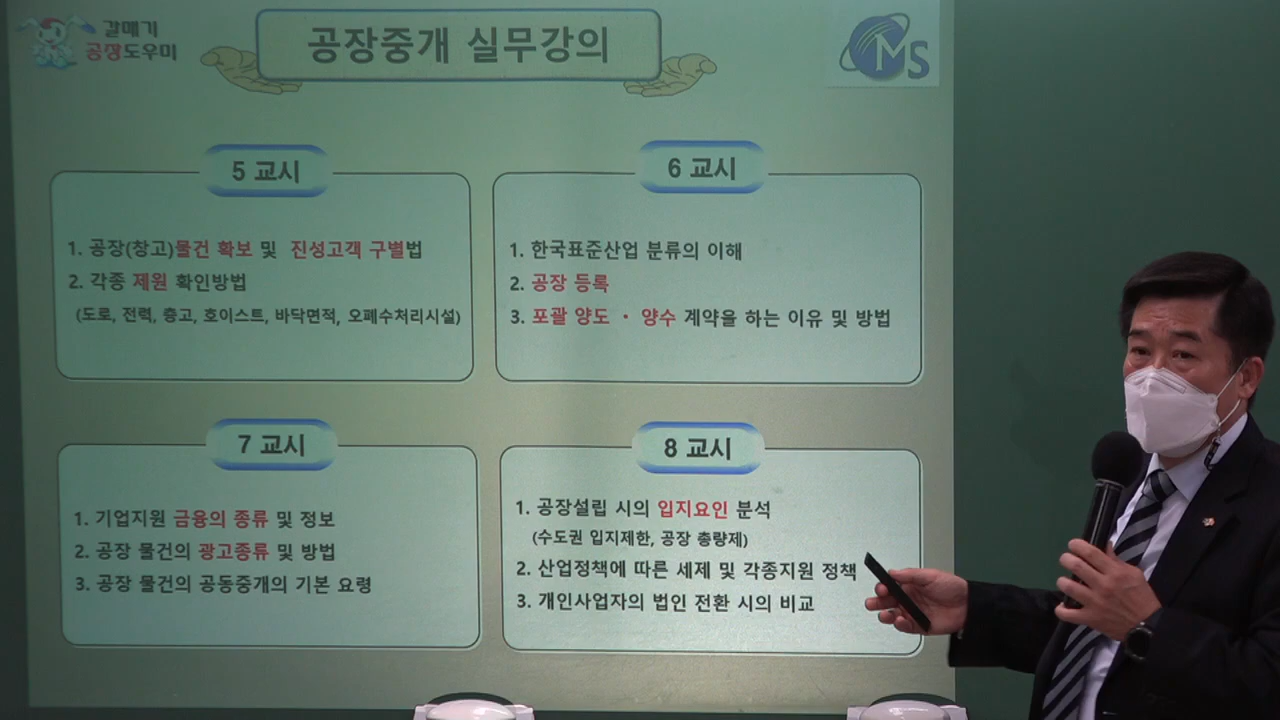 갈매기
공장도우미
공장중개 실무강의
CMS
5 교시
1. 공장(창고)물건 확보 및 진성고객 구별법
2. 각종 제원 확인방법
(도로, 전력, 층고, 호이스트, 바닥면적, 오폐수처리시설)
6 교시
1. 한국표준산업 분류의 이해
2. 공장 등록
3. 포괄 양도 · 양수 계약을 하는 이유 및 방법
7 교시
1. 기업지원 금융의 종류 및 정보
2. 공장 물건의 광고종류 및 방법
3. 공장 물건의 공동중개의 기본 요령
8 교시
1. 공장설립 시의 입지요인 분석
(수도권 입지제한, 공장 총량제)
2. 산업정책에 따른 세제 및 각종지원 정책
3. 개인사업자의 법인 전환 시의 비교